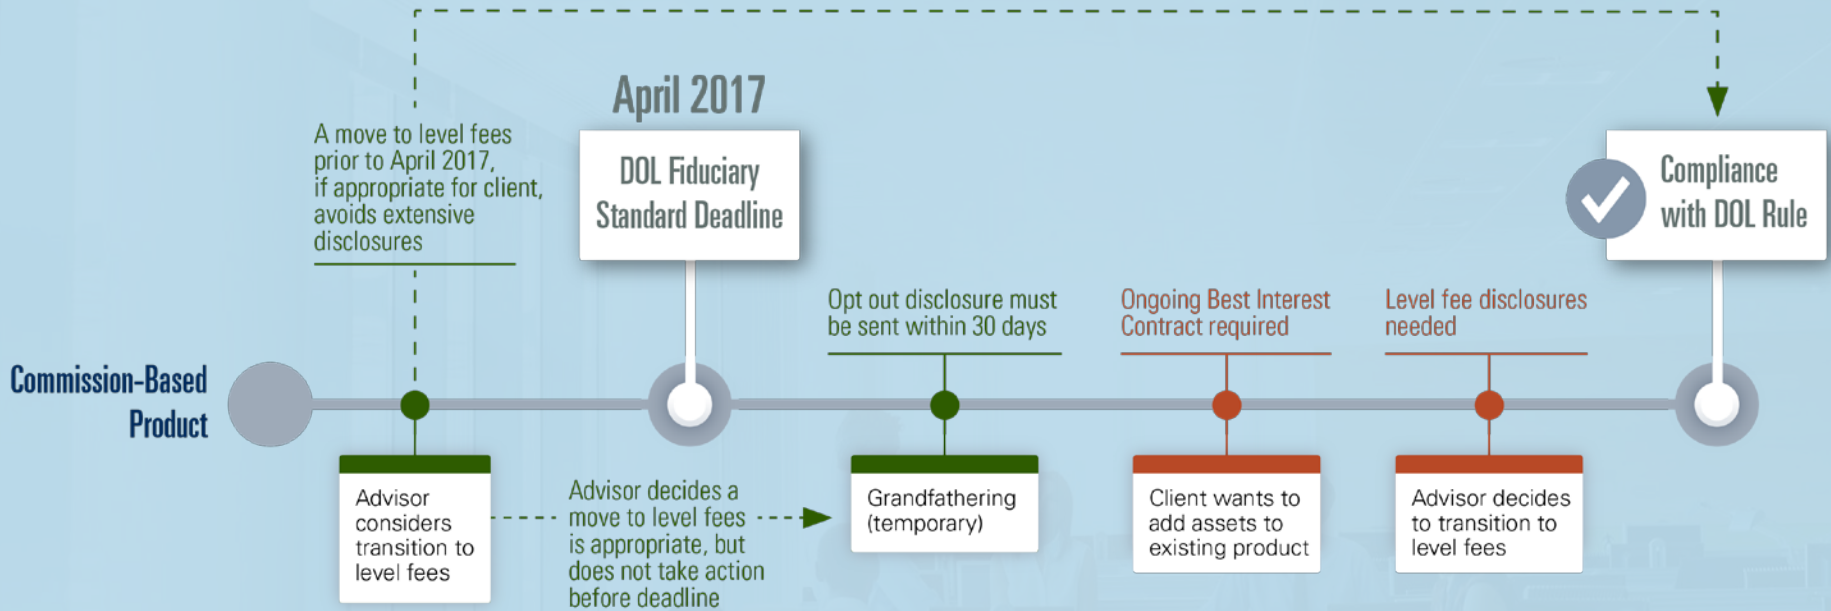 April 2017
A move to level fees
prior to April 2017,
if appropriate for client,
avoids extensive
disclosures
DOL Fiduciary
Standard Deadline
Compliance
with DOL Rule
Opt out disclosure must
be sent within 30 days
Ongoing Best Interest
Contract required
Level fee disclosures
needed
Commission-Based
Product
Advisor
considers
transition to
level fees
Advisor decides a
move to level fees
is appropriate, but
does not take action
before deadline
Grandfathering
(temporary)
Client wants to
add assets to
existing product
Advisor decides
to transition to
level fees